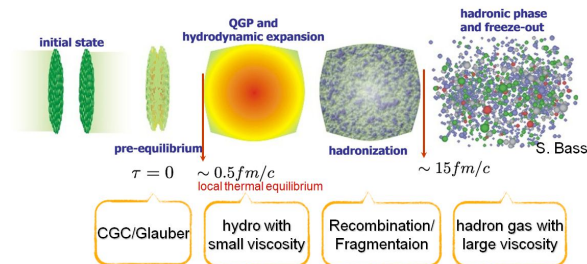 initial state
QGP and
hydrodynamic expansion
hadronic phase
and freeze-out
pre-equilibrium
hadronization
S. Bass
τ = 0
~ 0.5fm/c
~ 15fm/c
local thermal equilibrium
CGC/Glauber
hydro with
small viscosity
Recombination/
Fragmentaion
hadron gas with
large viscosity